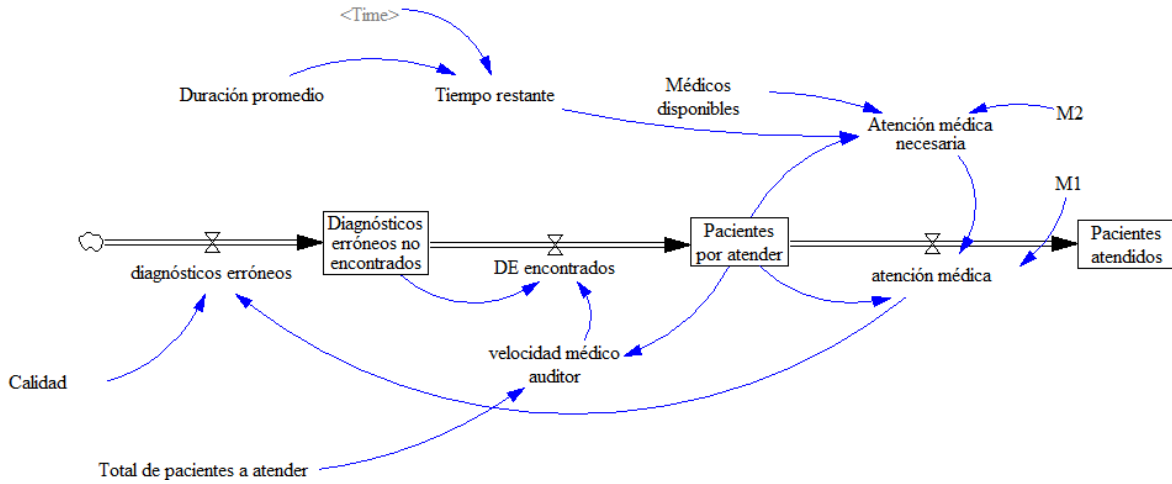 <Time>
Duración promedio
Tiempo restante
Médicos
disponibles
Atención médica
necesaria
M2
M1
Diagnósticos
erróneos no
encontrados
Pacientes
por atender
Pacientes
atendidos
diagnósticos erróneos
DE encontrados
atención médica
velocidad médico
auditor
Calidad
Total de pacientes a atender